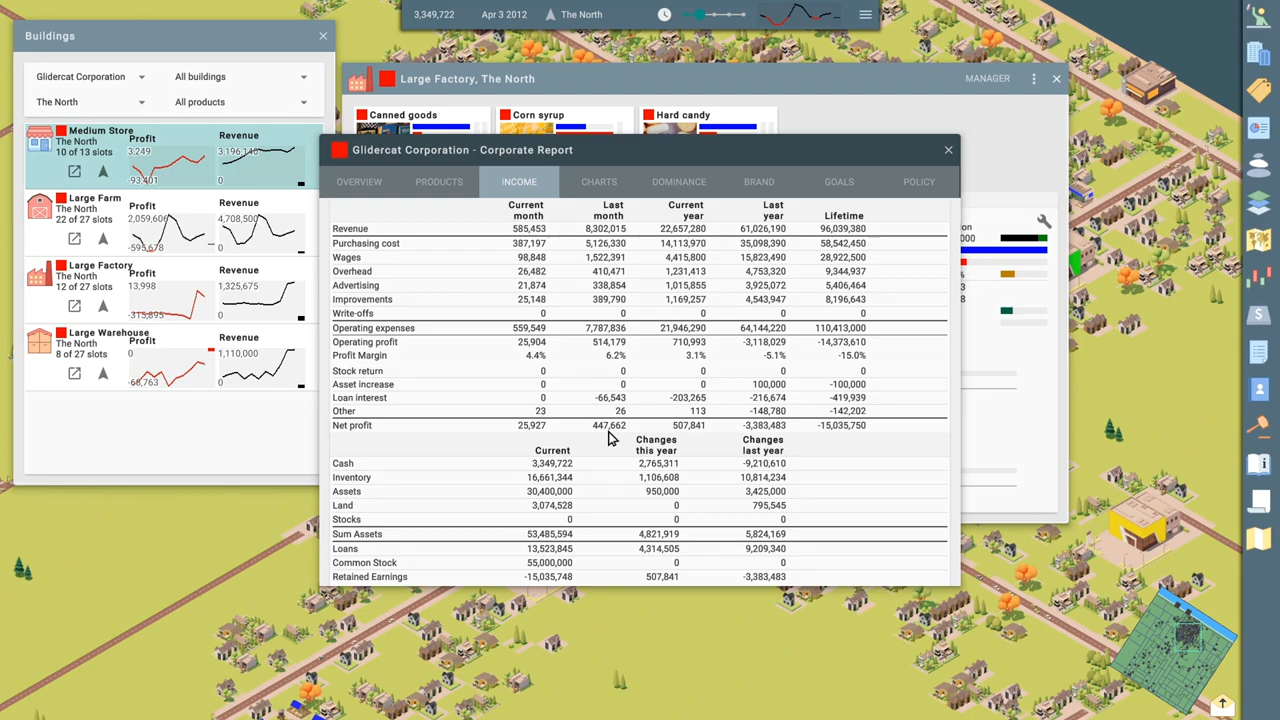 3,349,722 Apr 3 2012 The North
Buildings
Glidercat Corporation All buildings
The North All products
Medium Store
The North
10 of 13 slots
Profit
3,249
-93,401
Revenue
3,196,140
0
Large Farm
The North
22 of 27 slots
Profit
2,059,606
-595,678
Revenue
4,708,500
0
Large Factory
The North
12 of 27 slots
Profit
13,998
-315,895
Revenue
1,325,675
0
Large Warehouse
The North
8 of 27 slots
Profit
0
-68,763
Revenue
1,110,000
0
Large Factory, The North MANAGER
Canned goods Corn syrup Hard candy
Glidercat Corporation - Corporate Report
OVERVIEW PRODUCTS INCOME CHARTS DOMINANCE BRAND GOALS POLICY
Current month Last month Current year Last year Lifetime
Revenue 585,453 8,302,015 22,657,280 61,026,190 96,039,380
Purchasing cost 387,197 5,126,330 14,113,970 35,098,390 58,542,450
Wages 98,848 1,522,391 4,415,800 15,823,490 28,922,500
Overhead 26,482 410,471 1,231,413 4,753,320 9,344,937
Advertising 21,874 338,854 1,015,855 3,925,072 5,406,464
Improvements 25,148 389,790 1,169,257 4,543,947 8,196,643
Write-offs 0 0 0 0 0
Operating expenses 559,549 7,787,836 21,946,290 64,144,220 110,413,000
Operating profit 25,904 514,179 710,993 -3,118,029 -14,373,610
Profit Margin 4.4% 6.2% 3.1% -5.1% -15.0%
Stock return 0 0 0 0 0
Asset increase 0 0 0 100,000 -100,000
Loan interest 0 -66,543 -203,265 -216,674 -419,939
Other 23 26 113 -148,780 -142,202
Net profit 25,927 447,662 507,841 -3,383,483 -15,035,750
Current Changes this year Changes last year
Cash 3,349,722 2,765,311 -9,210,610
Inventory 16,661,344 1,106,608 10,814,234
Assets 30,400,000 950,000 3,425,000
Land 3,074,528 0 795,545
Stocks 0 0 0
Sum Assets 53,485,594 4,821,919 5,824,169
Loans 13,523,845 4,314,505 9,209,340
Common Stock 55,000,000 0 0
Retained Earnings -15,035,748 507,841 -3,383,483